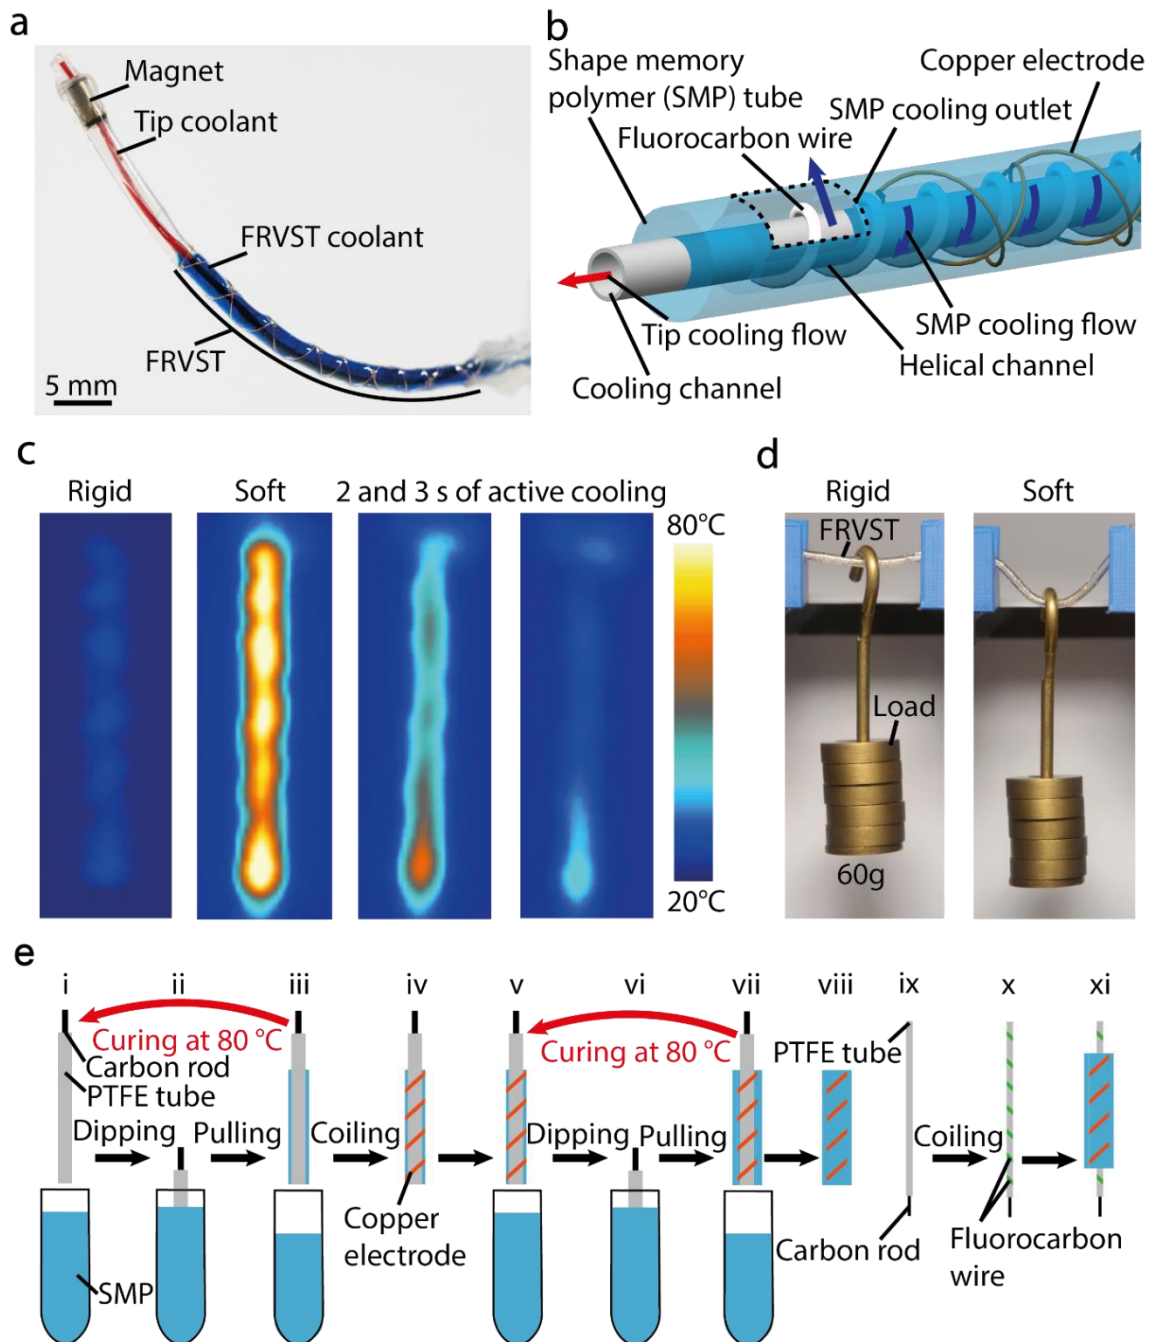 a
Magnet
Tip coolant
FRVST coolant
FRVST
5 mm
b
Shape memory
polymer (SMP) tube
Copper electrode
SMP cooling outlet
Fluorocarbon wire
Tip cooling flow
SMP cooling flow
Helical channel
Cooling channel
c
Rigid
Soft
2 and 3 s of active cooling
80°C
20°C
d
Rigid
Soft
FRVST
Load
60g
e
i
ii
iii
iv
v
vi
vii
viii
ix
x
xi
Curing at 80 °C
Carbon rod
PTFE tube
Dipping
Pulling
Coiling
Copper
electrode
SMP
Curing at 80 °C
Dipping
Pulling
PTFE tube
Coiling
Carbon rod
Fluorocarbon
wire